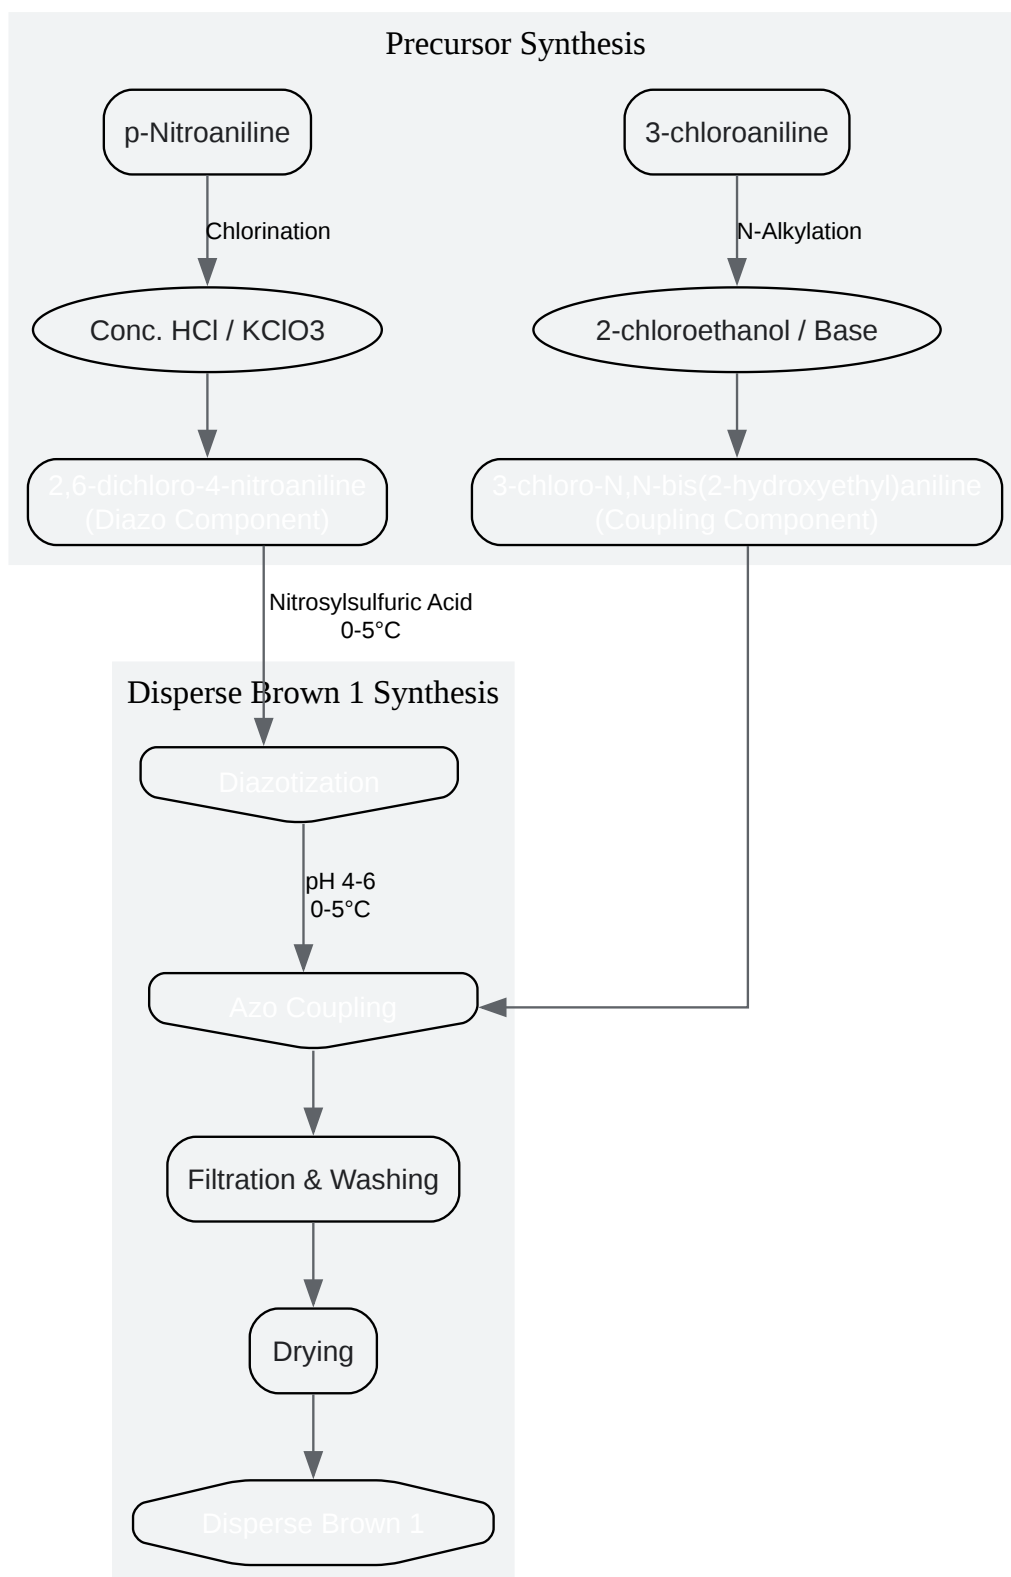 Precursor Synthesis
p-Nitroaniline
3-chloroaniline
Chlorination
N-Alkylation
Conc. HCl / KClO3
2-chloroethanol / Base
2,6-dichloro-4-nitroaniline
(Diazo Component)
3-chloro-N,N-bis(2-hydroxyethyl)aniline
(Coupling Component)
Nitrosylsulfuric Acid
0-5°C
Disperse Brown 1 Synthesis
Diazotization
pH 4-6
0-5°C
Azo Coupling
Filtration & Washing
Drying
Disperse Brown 1